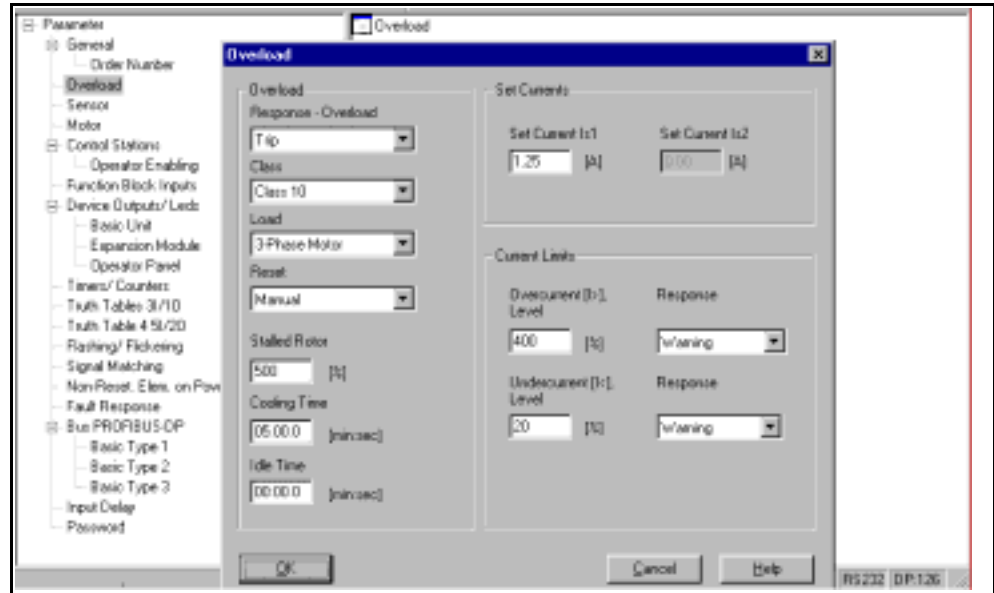 Parameter
General
Order Number
Overload
Sensor
Motor
Control Stations
Operator Enabling
Function Block Inputs
Device Outputs/ Leds
Basic Unit
Expansion Module
Operator Panel
Timers/ Counters
Truth Tables 3I/1O
Truth Table 4 5I/2O
Flashing/ Flickering
Signal Matching
Non-Reset. Elem. on Pow
Fault Response
Bus PROFIBUS-DP
Basic Type 1
Basic Type 2
Basic Type 3
Input Delay
Password
Overload
Overload
Overload
Response - Overload
Trip
Class
Class 10
Load
3-Phase Motor
Reset
Manual
Stalled Rotor
500 [%]
Cooling Time
05:00.0 [min:sec]
Idle Time
00:00.0 [min:sec]
Set Currents
Set Current Is1
1.25 [A]
Set Current Is2
0.00 [A]
Current Limits
Overcurrent [I>],
Level
400 [%]
Response
Warning
Undercurrent [I<],
Level
20 [%]
Response
Warning
OK
Cancel
Help
RS232 DP:126